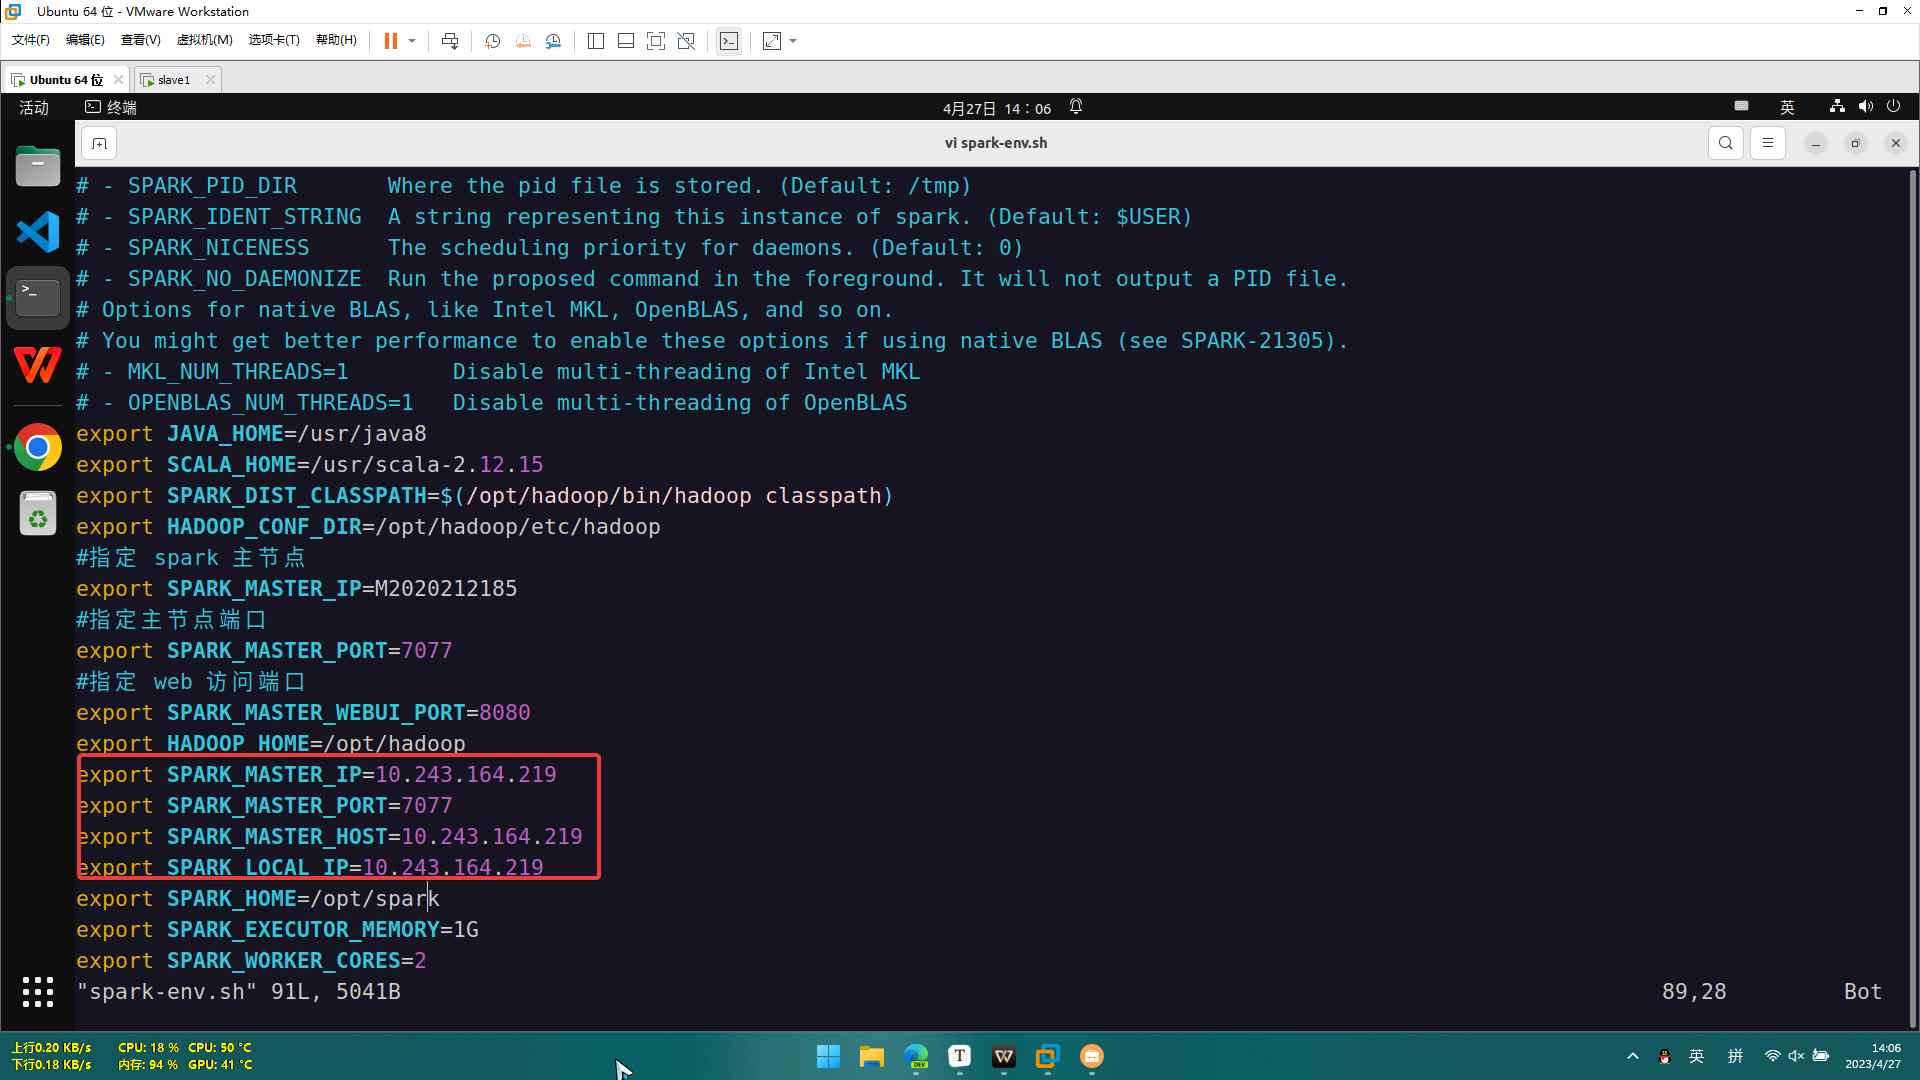 Ubuntu 64 位 - VMware Workstation
文件(F) 编辑(E) 查看(V) 虚拟机(M) 选项卡(T) 帮助(H)
Ubuntu 64 位 slave1
活动 终端 4月27日 14：06 英
vi spark-env.sh
# - SPARK_PID_DIR       Where the pid file is stored. (Default: /tmp)
# - SPARK_IDENT_STRING  A string representing this instance of spark. (Default: $USER)
# - SPARK_NICENESS      The scheduling priority for daemons. (Default: 0)
# - SPARK_NO_DAEMONIZE  Run the proposed command in the foreground. It will not output a PID file.
# Options for native BLAS, like Intel MKL, OpenBLAS, and so on.
# You might get better performance to enable these options if using native BLAS (see SPARK-21305).
# - MKL_NUM_THREADS=1        Disable multi-threading of Intel MKL
# - OPENBLAS_NUM_THREADS=1   Disable multi-threading of OpenBLAS
export JAVA_HOME=/usr/java8
export SCALA_HOME=/usr/scala-2.12.15
export SPARK_DIST_CLASSPATH=$(/opt/hadoop/bin/hadoop classpath)
export HADOOP_CONF_DIR=/opt/hadoop/etc/hadoop
#指定 spark 主节点
export SPARK_MASTER_IP=M2020212185
#指定主节点端口
export SPARK_MASTER_PORT=7077
#指定 web 访问端口
export SPARK_MASTER_WEBUI_PORT=8080
export HADOOP_HOME=/opt/hadoop
export SPARK_MASTER_IP=10.243.164.219
export SPARK_MASTER_PORT=7077
export SPARK_MASTER_HOST=10.243.164.219
export SPARK_LOCAL_IP=10.243.164.219
export SPARK_HOME=/opt/spark
export SPARK_EXECUTOR_MEMORY=1G
export SPARK_WORKER_CORES=2
"spark-env.sh" 91L, 5041B 89,28 Bot
上行0.20 KB/s CPU: 18 % CPU: 50 °C
下行0.18 KB/s 内存: 94 % GPU: 41 °C
英 拼
14:06
2023/4/27